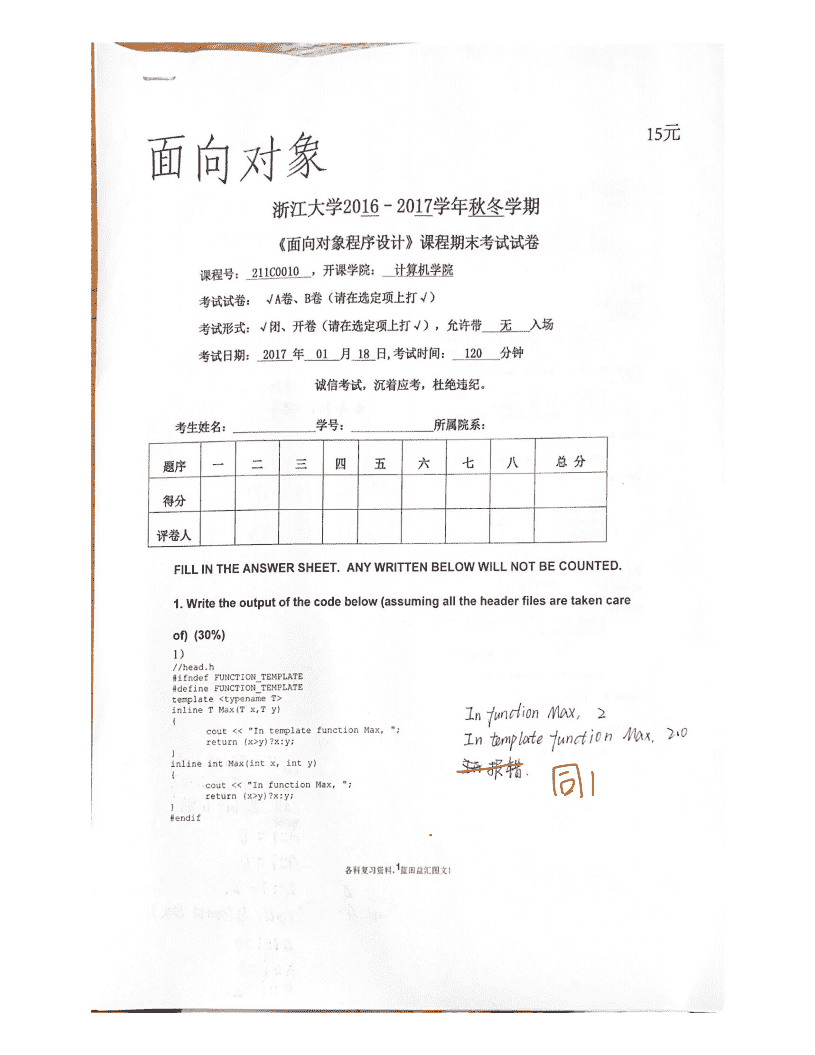 15元
面向对象
浙江大学2016-2017学年秋冬学期
《面向对象程序设计》课程期末考试试卷
课程号: 211C0010 ,开课学院: 计算机学院
考试试卷: √A卷、B卷(请在选定项上打√)
考试形式: √闭、开卷(请在选定项上打√),允许带 无 入场
考试日期: 2017 年 01 月 18 日,考试时间: 120 分钟
诚信考试,沉着应考,杜绝违纪。
考生姓名: 学号: 所属院系:
题序 一 二 三 四 五 六 七 八 总 分
得分
评卷人
FILL IN THE ANSWER SHEET. ANY WRITTEN BELOW WILL NOT BE COUNTED.
1. Write the output of the code below (assuming all the header files are taken care
of) (30%)
1)
//head.h
#ifndef FUNCTION_TEMPLATE
#define FUNCTION_TEMPLATE
template <typename T>
inline T Max(T x,T y)
{
cout << "In template function Max, ";
return (x>y)?x:y;
}
inline int Max(int x, int y)
{
cout << "In function Max, ";
return (x>y)?x:y;
}
#endif
In function Max, 2
In template function Max, 2.0
报错.
同1
各科复习资料,1蓝田益汇图文!